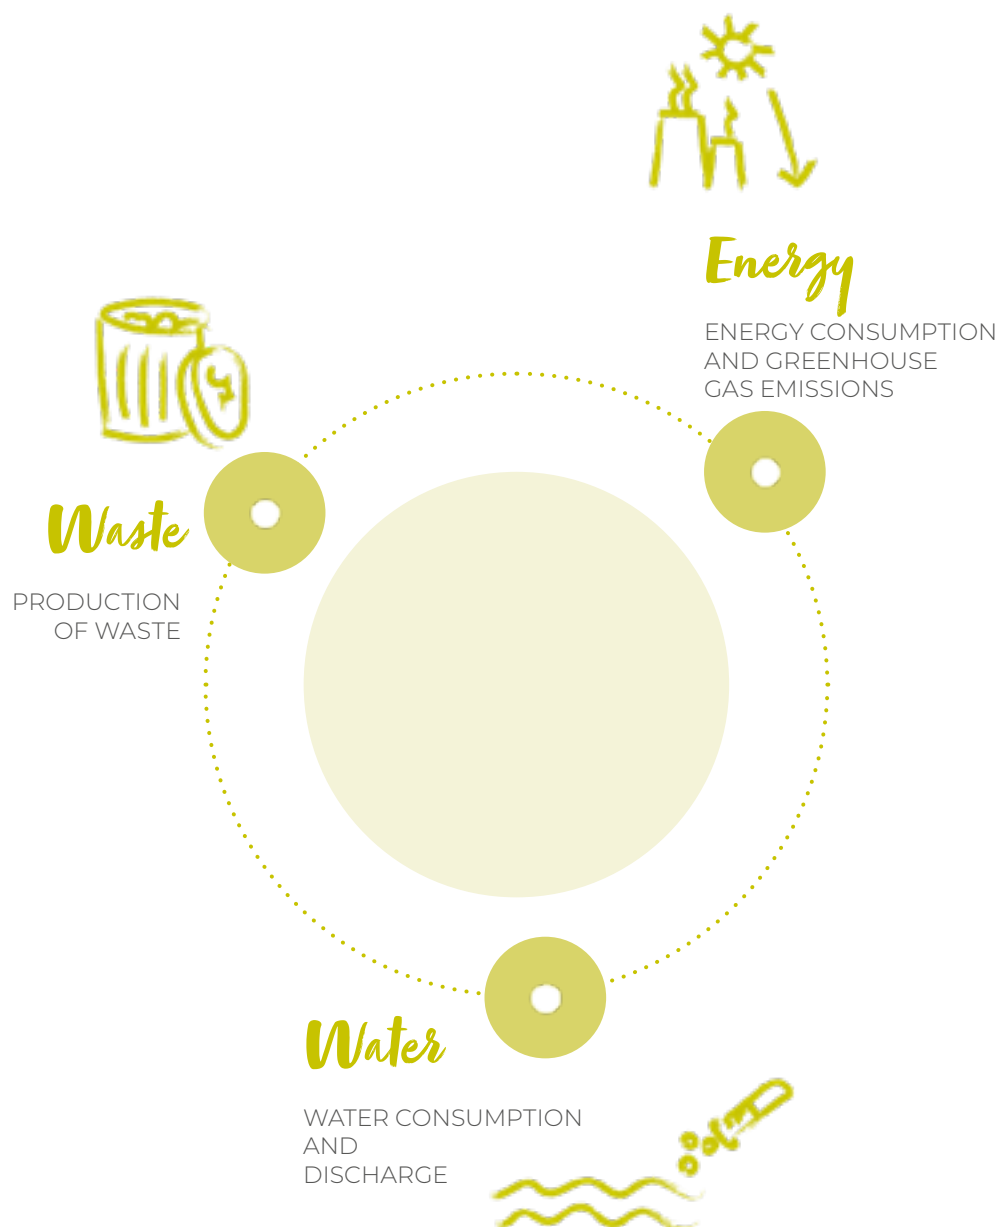 Energy
ENERGY CONSUMPTION
AND GREENHOUSE
GAS EMISSIONS
Waste
PRODUCTION
OF WASTE
Water
WATER CONSUMPTION
AND
DISCHARGE